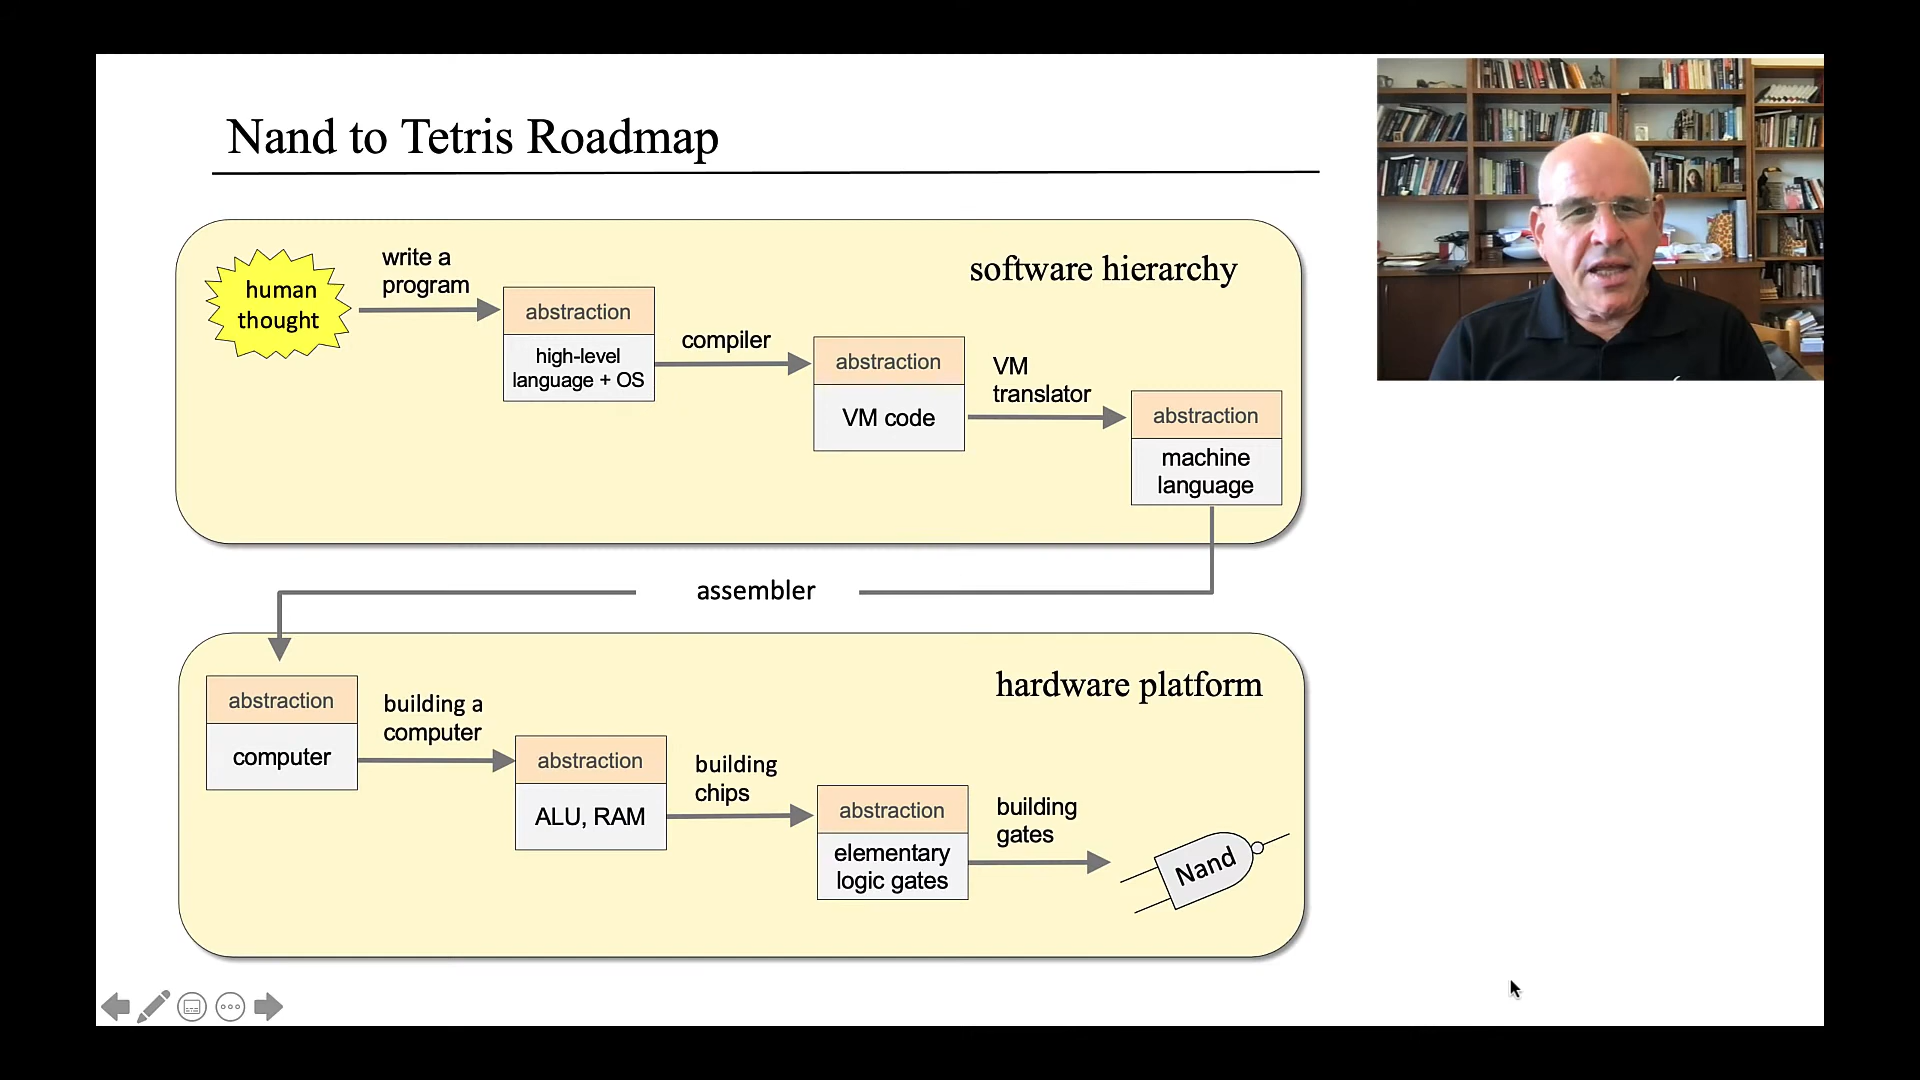 Nand to Tetris Roadmap
software hierarchy
human
thought
write a
program
abstraction
high-level
language + OS
compiler
abstraction
VM code
VM
translator
abstraction
machine
language
assembler
hardware platform
abstraction
computer
building a
computer
abstraction
ALU, RAM
building
chips
abstraction
elementary
logic gates
building
gates
Nand